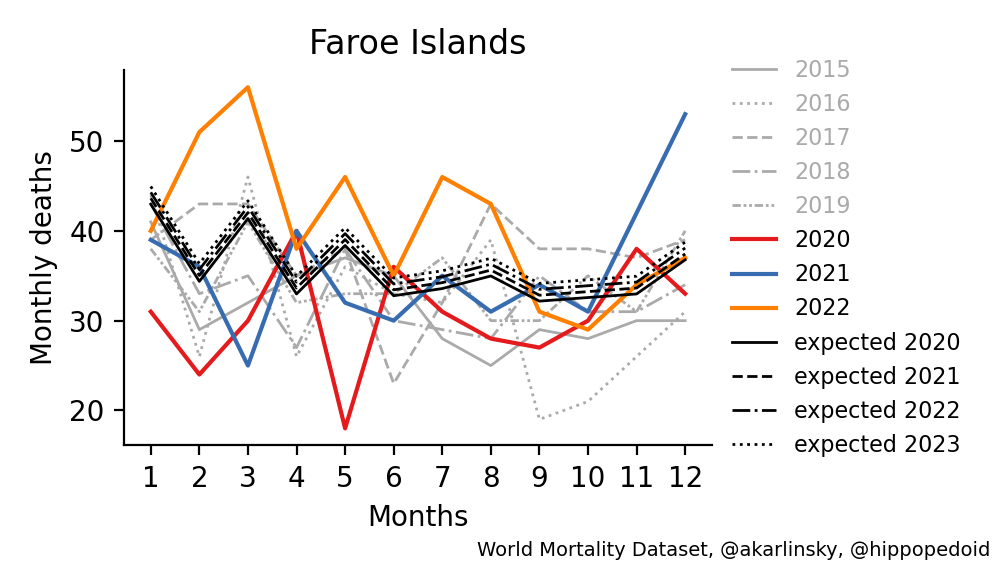 Faroe Islands
Monthly deaths
50
40
30
20
1 2 3 4 5 6 7 8 9 10 11 12
Months
2015
2016
2017
2018
2019
2020
2021
2022
expected 2020
expected 2021
expected 2022
expected 2023
World Mortality Dataset, @akarlinsky, @hippopedoid